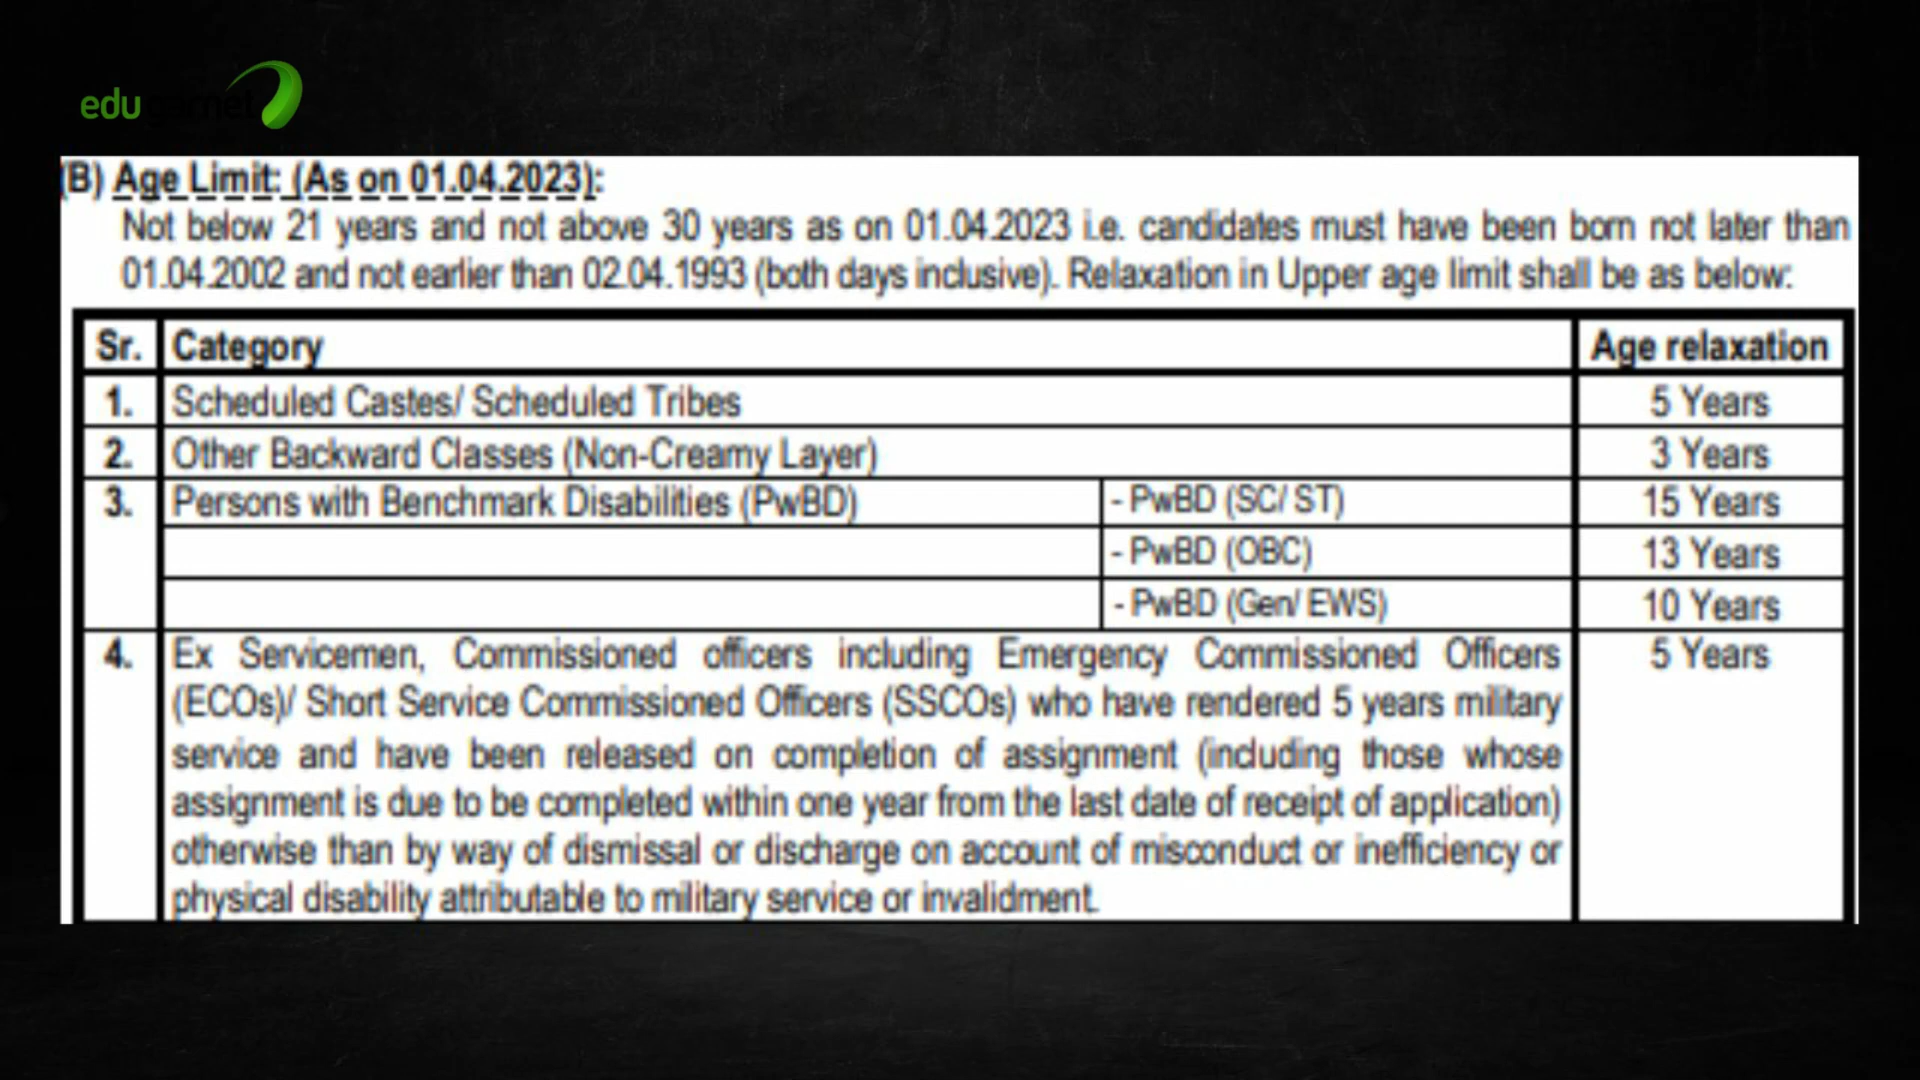 edugarnet
(B) Age Limit: (As on 01.04.2023):
Not below 21 years and not above 30 years as on 01.04.2023 i.e. candidates must have been born not later than
01.04.2002 and not earlier than 02.04.1993 (both days inclusive). Relaxation in Upper age limit shall be as below:
Sr. Category Age relaxation
1. Scheduled Castes/ Scheduled Tribes 5 Years
2. Other Backward Classes (Non-Creamy Layer) 3 Years
3. Persons with Benchmark Disabilities (PwBD) - PwBD (SC/ ST) 15 Years
- PwBD (OBC) 13 Years
- PwBD (Gen/ EWS) 10 Years
4. Ex Servicemen, Commissioned officers including Emergency Commissioned Officers 5 Years
(ECOs)/ Short Service Commissioned Officers (SSCOs) who have rendered 5 years military
service and have been released on completion of assignment (including those whose
assignment is due to be completed within one year from the last date of receipt of application)
otherwise than by way of dismissal or discharge on account of misconduct or inefficiency or
physical disability attributable to military service or invalidment.